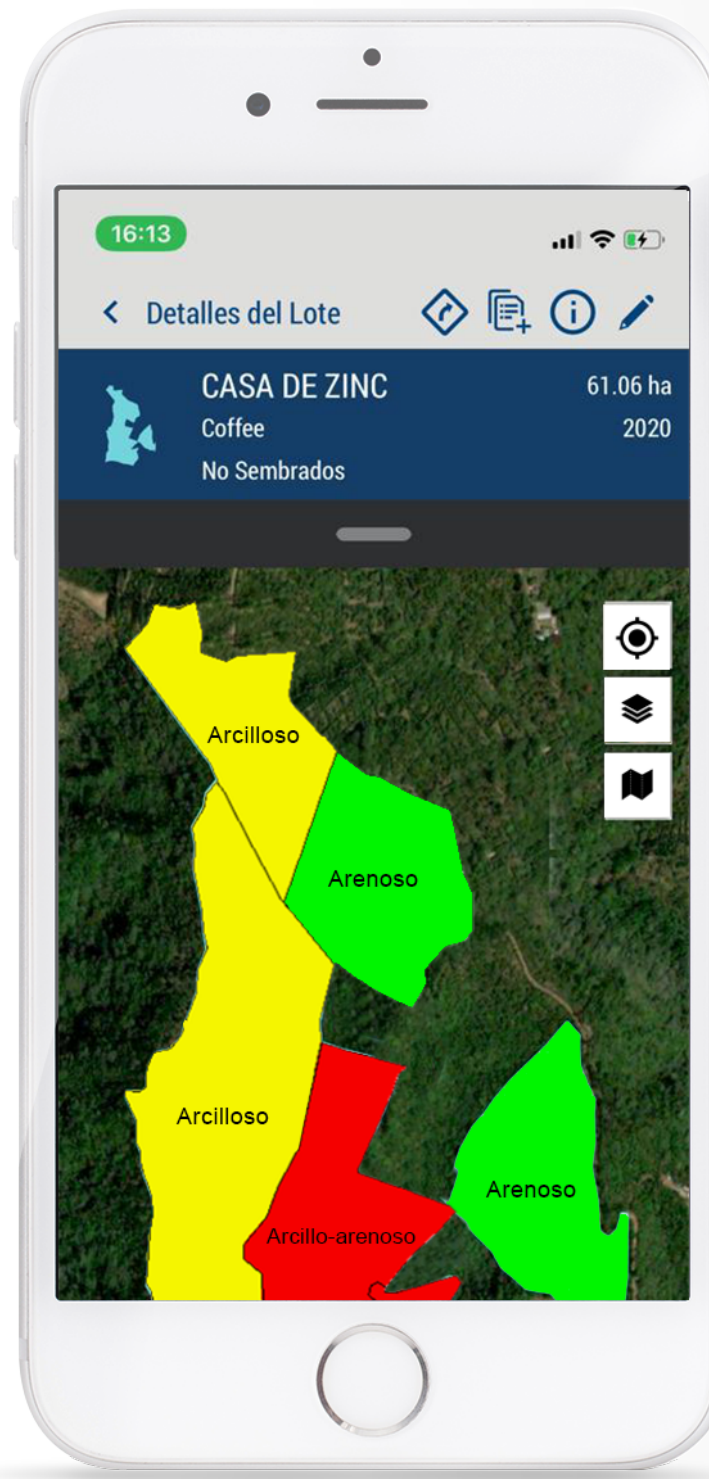 16:13
Detalles del Lote
CASA DE ZINC
61.06 ha
Coffee
2020
No Sembrados
Arcilloso
Arenoso
Arcilloso
Arenoso
Arcillo-arenoso